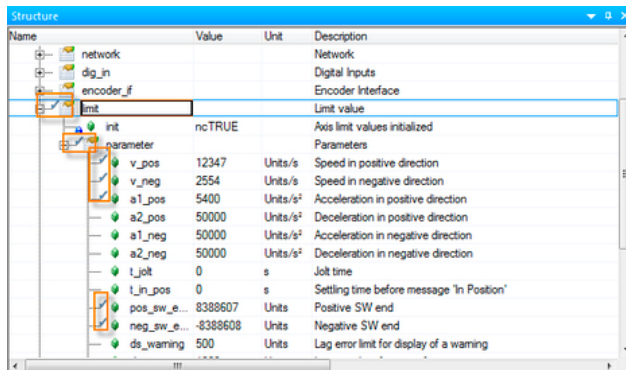 Structure
Name Value Unit Description
network Network
dig_in Digital Inputs
encoder_if Encoder Interface
limit Limit value
init ncTRUE Axis limit values initialized
parameter Parameters
v_pos 12347 Units/s Speed in positive direction
v_neg 2554 Units/s Speed in negative direction
a1_pos 5400 Units/s² Acceleration in positive direction
a2_pos 50000 Units/s² Deceleration in positive direction
a1_neg 50000 Units/s² Acceleration in negative direction
a2_neg 50000 Units/s² Deceleration in negative direction
t_jolt 0 s Jolt time
t_in_pos 0 s Settling time before message 'In Position'
pos_sw_e... 8388607 Units Positive SW end
neg_sw_e... -8388608 Units Negative SW end
ds_warning 500 Units Lag error limit for display of a warning